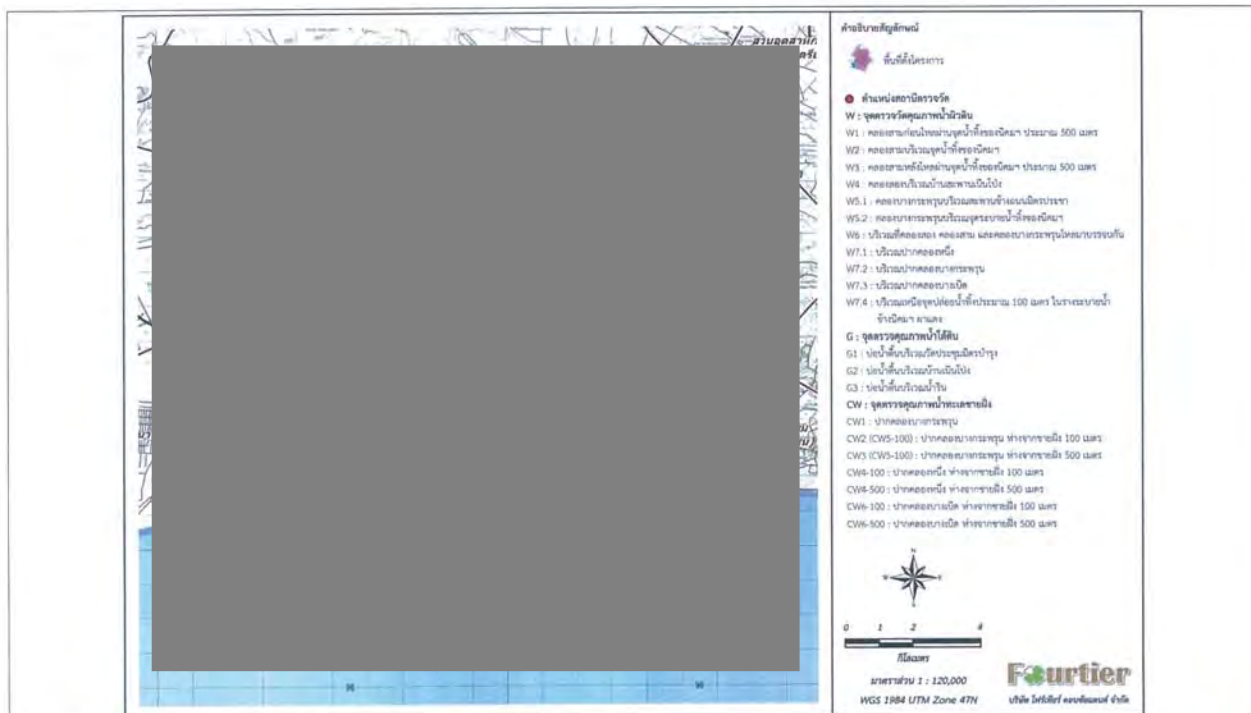 สวนอุตสาห
คำอธิบายสัญลักษณ์
พื้นที่ตั้งโครงการ
ตำแหน่งสถานีตรวจวัด
W : จุดตรวจวัดคุณภาพน้ำผิวดิน
W1 : คลองสามก่อนไหลผ่านจุดน้ำทิ้งของนิคมฯ ประมาณ 500 เมตร
W2 : คลองสามบริเวณจุดน้ำทิ้งของนิคมฯ
W3 : คลองสามหลังไหลผ่านจุดน้ำทิ้งของนิคมฯ ประมาณ 500 เมตร
W4 : คลองสองบริเวณบ้านสะพานเนินโป่ง
W5.1 : คลองบางกระพรุนบริเวณสะพานข้างถนนมิตรประชา
W5.2 : คลองบางกระพรุนบริเวณจุดระบายน้ำทิ้งของนิคมฯ
W6 : บริเวณที่คลองสอง คลองสาม และคลองบางกระพรุนไหลมาบรรจบกัน
W7.1 : บริเวณปากคลองหนึ่ง
W7.2 : บริเวณปากคลองบางกระพรุน
W7.3 : บริเวณปากคลองบางเบิด
W7.4 : บริเวณเหนือจุดปล่อยน้ำทิ้งประมาณ 100 เมตร ในรางระบายน้ำ
ข้างนิคมฯ ผาแดง
G : จุดตรวจคุณภาพน้ำใต้ดิน
G1 : บ่อน้ำตื้นบริเวณวัดประชุมมิตรบำรุง
G2 : บ่อน้ำตื้นบริเวณบ้านเนินโป่ง
G3 : บ่อน้ำตื้นบริเวณน้ำริน
CW : จุดตรวจคุณภาพน้ำทะเลชายฝั่ง
CW1 : ปากคลองบางกระพรุน
CW2 (CW5-100) : ปากคลองบางกระพรุน ห่างจากชายฝั่ง 100 เมตร
CW3 (CW5-100) : ปากคลองบางกระพรุน ห่างจากชายฝั่ง 500 เมตร
CW4-100 : ปากคลองหนึ่ง ห่างจากชายฝั่ง 100 เมตร
CW4-500 : ปากคลองหนึ่ง ห่างจากชายฝั่ง 500 เมตร
CW6-100 : ปากคลองบางเบิด ห่างจากชายฝั่ง 100 เมตร
CW6-500 : ปากคลองบางเบิด ห่างจากชายฝั่ง 500 เมตร
N
W E
S
0 1 2 4
กิโลเมตร
มาตราส่วน 1 : 120,000
WGS 1984 UTM Zone 47N
Fourtier
บริษัท โฟร์เทียร์ คอนซัลแตนท์ จำกัด